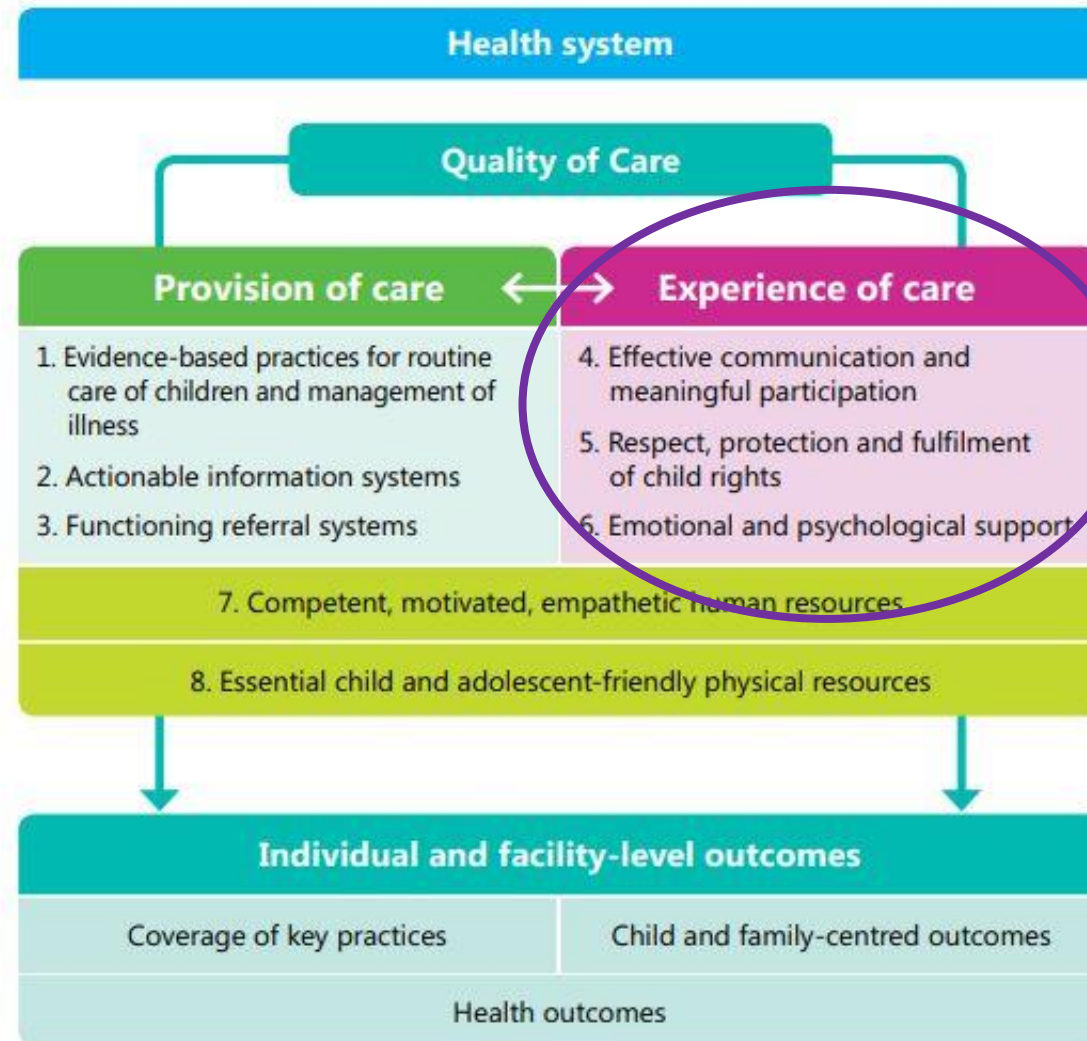 Health system
Quality of Care
Provision of care
1. Evidence-based practices for routine
care of children and management of
illness
2. Actionable information systems
3. Functioning referral systems
Experience of care
4. Effective communication and
meaningful participation
5. Respect, protection and fulfilment
of child rights
6. Emotional and psychological support
7. Competent, motivated, empathetic human resources
8. Essential child and adolescent-friendly physical resources
Individual and facility-level outcomes
Coverage of key practices
Child and family-centred outcomes
Health outcomes